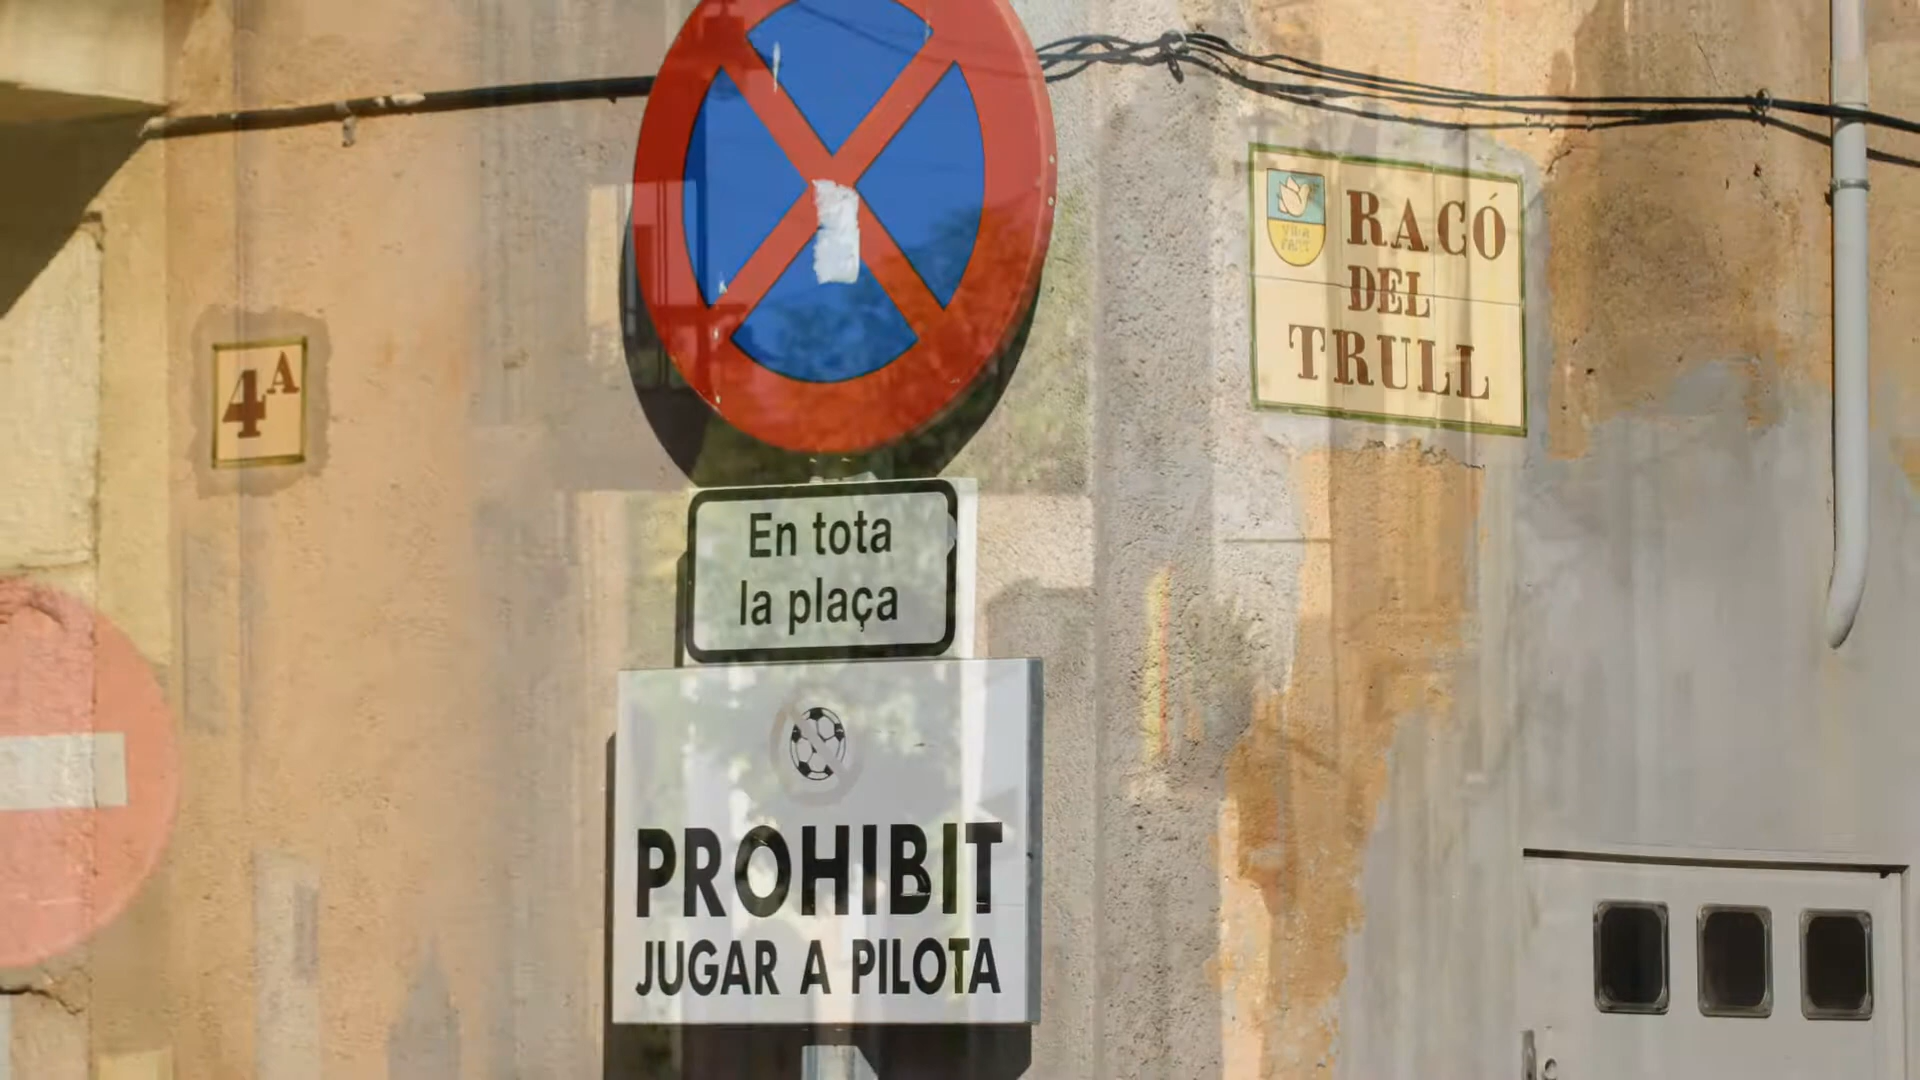 4A
RACÓ
DEL
TRULL
En tota
la plaça
PROHIBIT
JUGAR A PILOTA